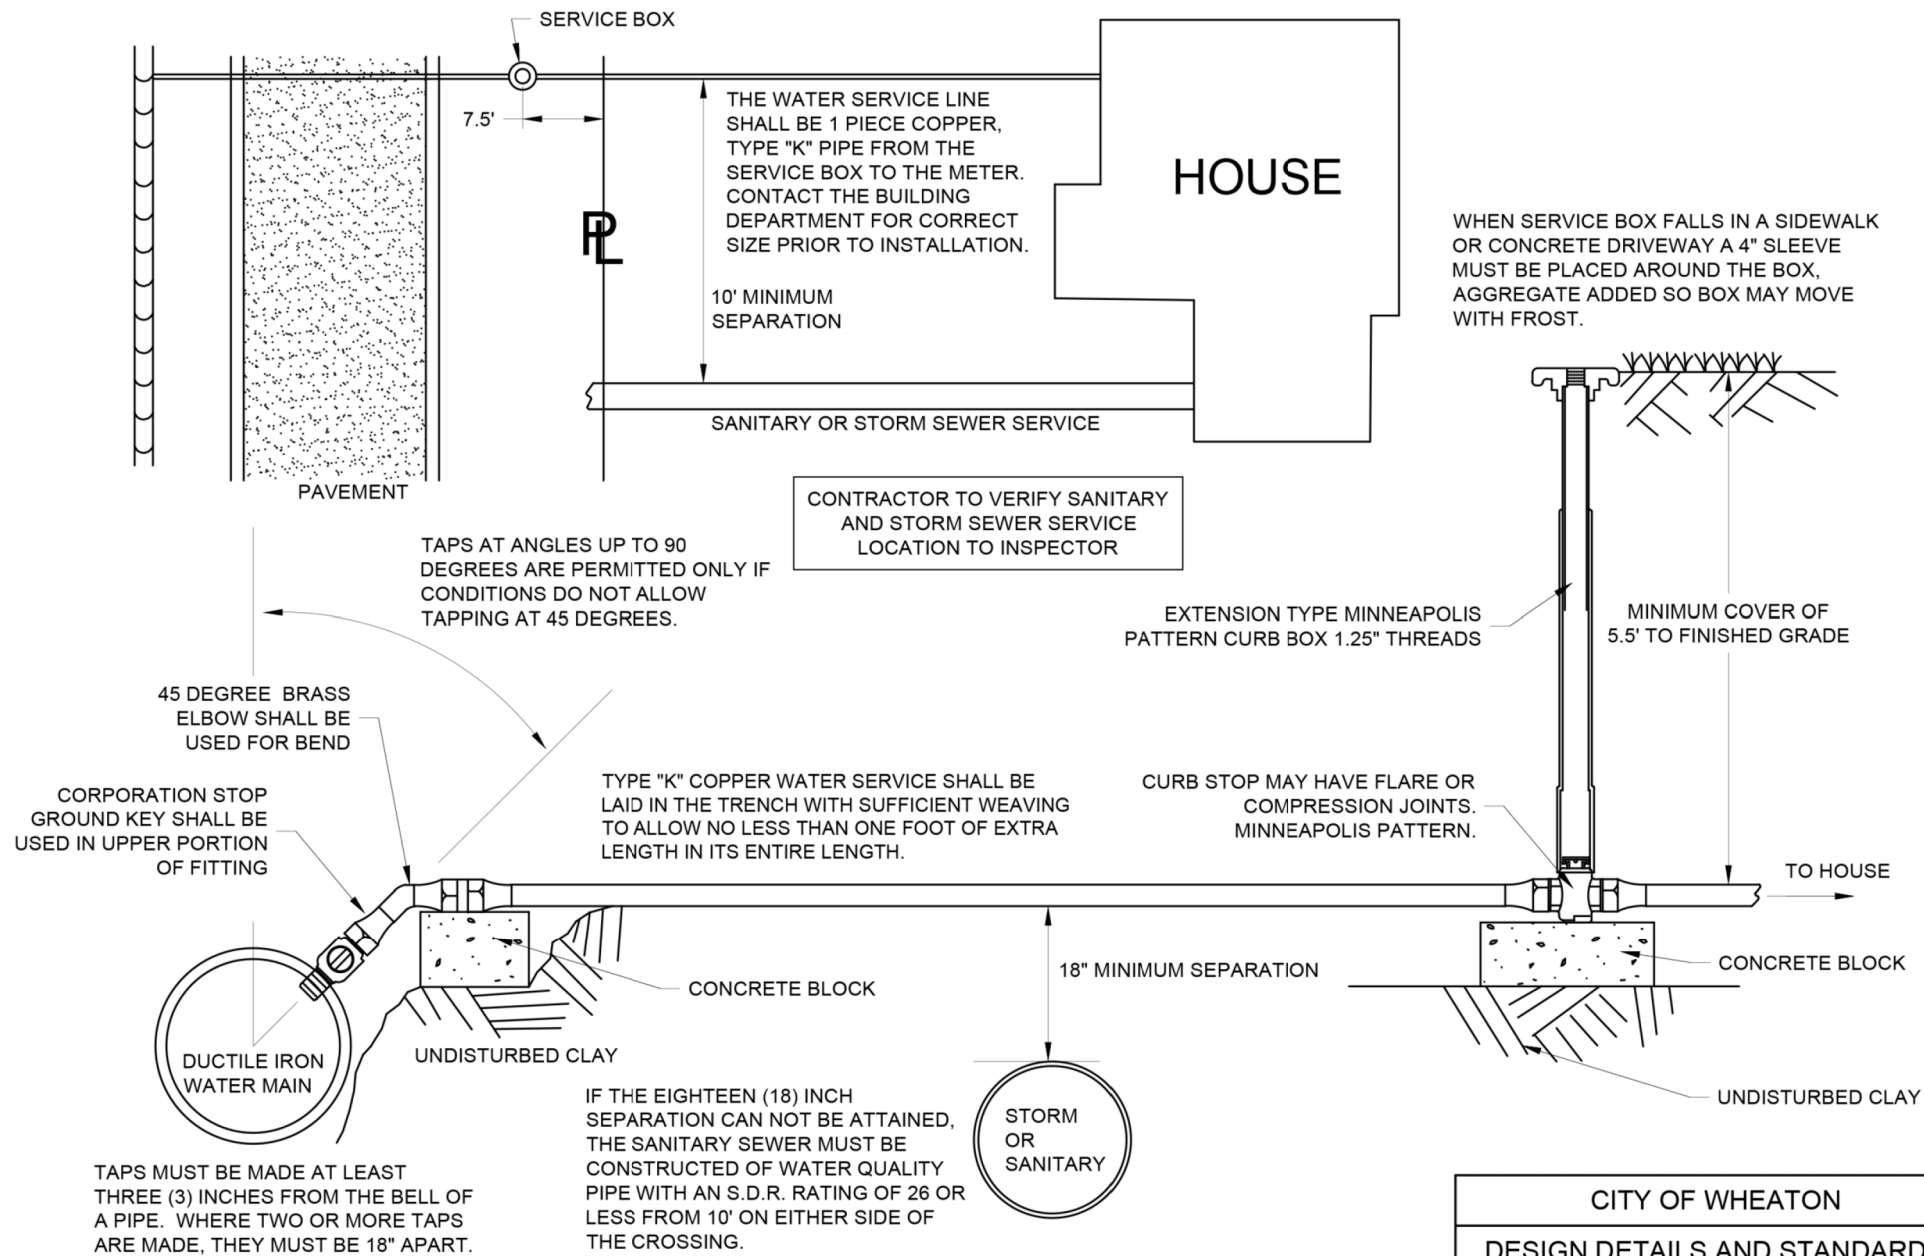 SERVICE BOX
7.5'
THE WATER SERVICE LINE
SHALL BE 1 PIECE COPPER,
TYPE "K" PIPE FROM THE
SERVICE BOX TO THE METER.
CONTACT THE BUILDING
DEPARTMENT FOR CORRECT
SIZE PRIOR TO INSTALLATION.
HOUSE
PL
10' MINIMUM
SEPARATION
SANITARY OR STORM SEWER SERVICE
PAVEMENT
WHEN SERVICE BOX FALLS IN A SIDEWALK
OR CONCRETE DRIVEWAY A 4" SLEEVE
MUST BE PLACED AROUND THE BOX,
AGGREGATE ADDED SO BOX MAY MOVE
WITH FROST.
CONTRACTOR TO VERIFY SANITARY
AND STORM SEWER SERVICE
LOCATION TO INSPECTOR
TAPS AT ANGLES UP TO 90
DEGREES ARE PERMITTED ONLY IF
CONDITIONS DO NOT ALLOW
TAPPING AT 45 DEGREES.
EXTENSION TYPE MINNEAPOLIS
PATTERN CURB BOX 1.25" THREADS
MINIMUM COVER OF
5.5' TO FINISHED GRADE
45 DEGREE BRASS
ELBOW SHALL BE
USED FOR BEND
CORPORATION STOP
GROUND KEY SHALL BE
USED IN UPPER PORTION
OF FITTING
TYPE "K" COPPER WATER SERVICE SHALL BE
LAID IN THE TRENCH WITH SUFFICIENT WEAVING
TO ALLOW NO LESS THAN ONE FOOT OF EXTRA
LENGTH IN ITS ENTIRE LENGTH.
CURB STOP MAY HAVE FLARE OR
COMPRESSION JOINTS.
MINNEAPOLIS PATTERN.
TO HOUSE
CONCRETE BLOCK
18" MINIMUM SEPARATION
CONCRETE BLOCK
UNDISTURBED CLAY
DUCTILE IRON
WATER MAIN
UNDISTURBED CLAY
IF THE EIGHTEEN (18) INCH
SEPARATION CAN NOT BE ATTAINED,
THE SANITARY SEWER MUST BE
CONSTRUCTED OF WATER QUALITY
PIPE WITH AN S.D.R. RATING OF 26 OR
LESS FROM 10' ON EITHER SIDE OF
THE CROSSING.
STORM
OR
SANITARY
TAPS MUST BE MADE AT LEAST
THREE (3) INCHES FROM THE BELL OF
A PIPE. WHERE TWO OR MORE TAPS
ARE MADE, THEY MUST BE 18" APART.
CITY OF WHEATON
DESIGN DETAILS AND STANDARD